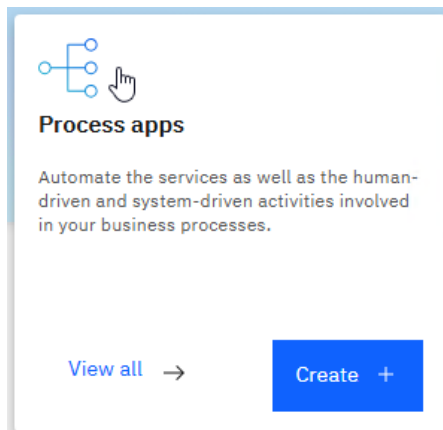 Process apps
Automate the services as well as the human-
driven and system-driven activities involved
in your business processes.
View all →
Create +